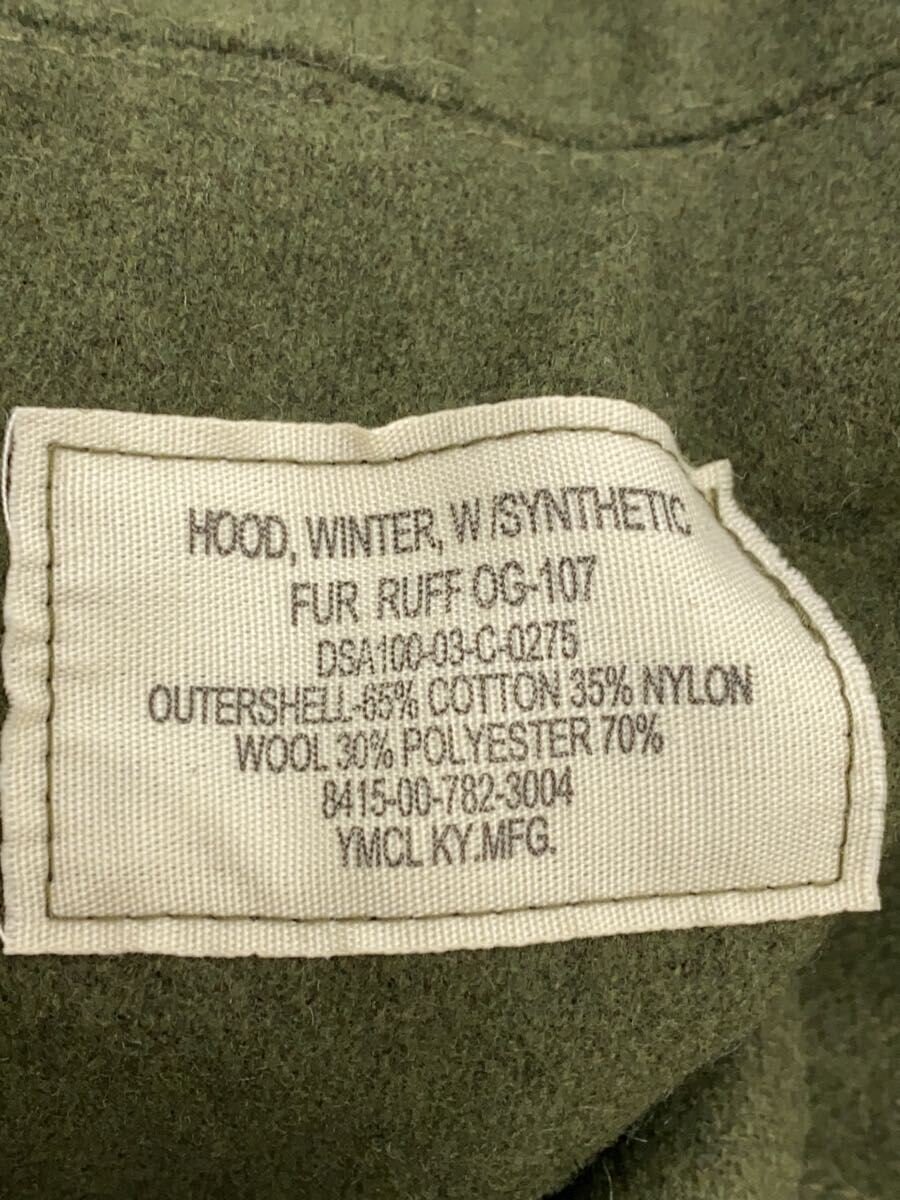 HOOD, WINTER, W/SYNTHETIC
FUR RUFF OG-107
DSA100-03-C-0275
OUTERSHELL-65% COTTON 35% NYLON
WOOL 30% POLYESTER 70%
8415-00-782-3004
YMCL KY.MFG.